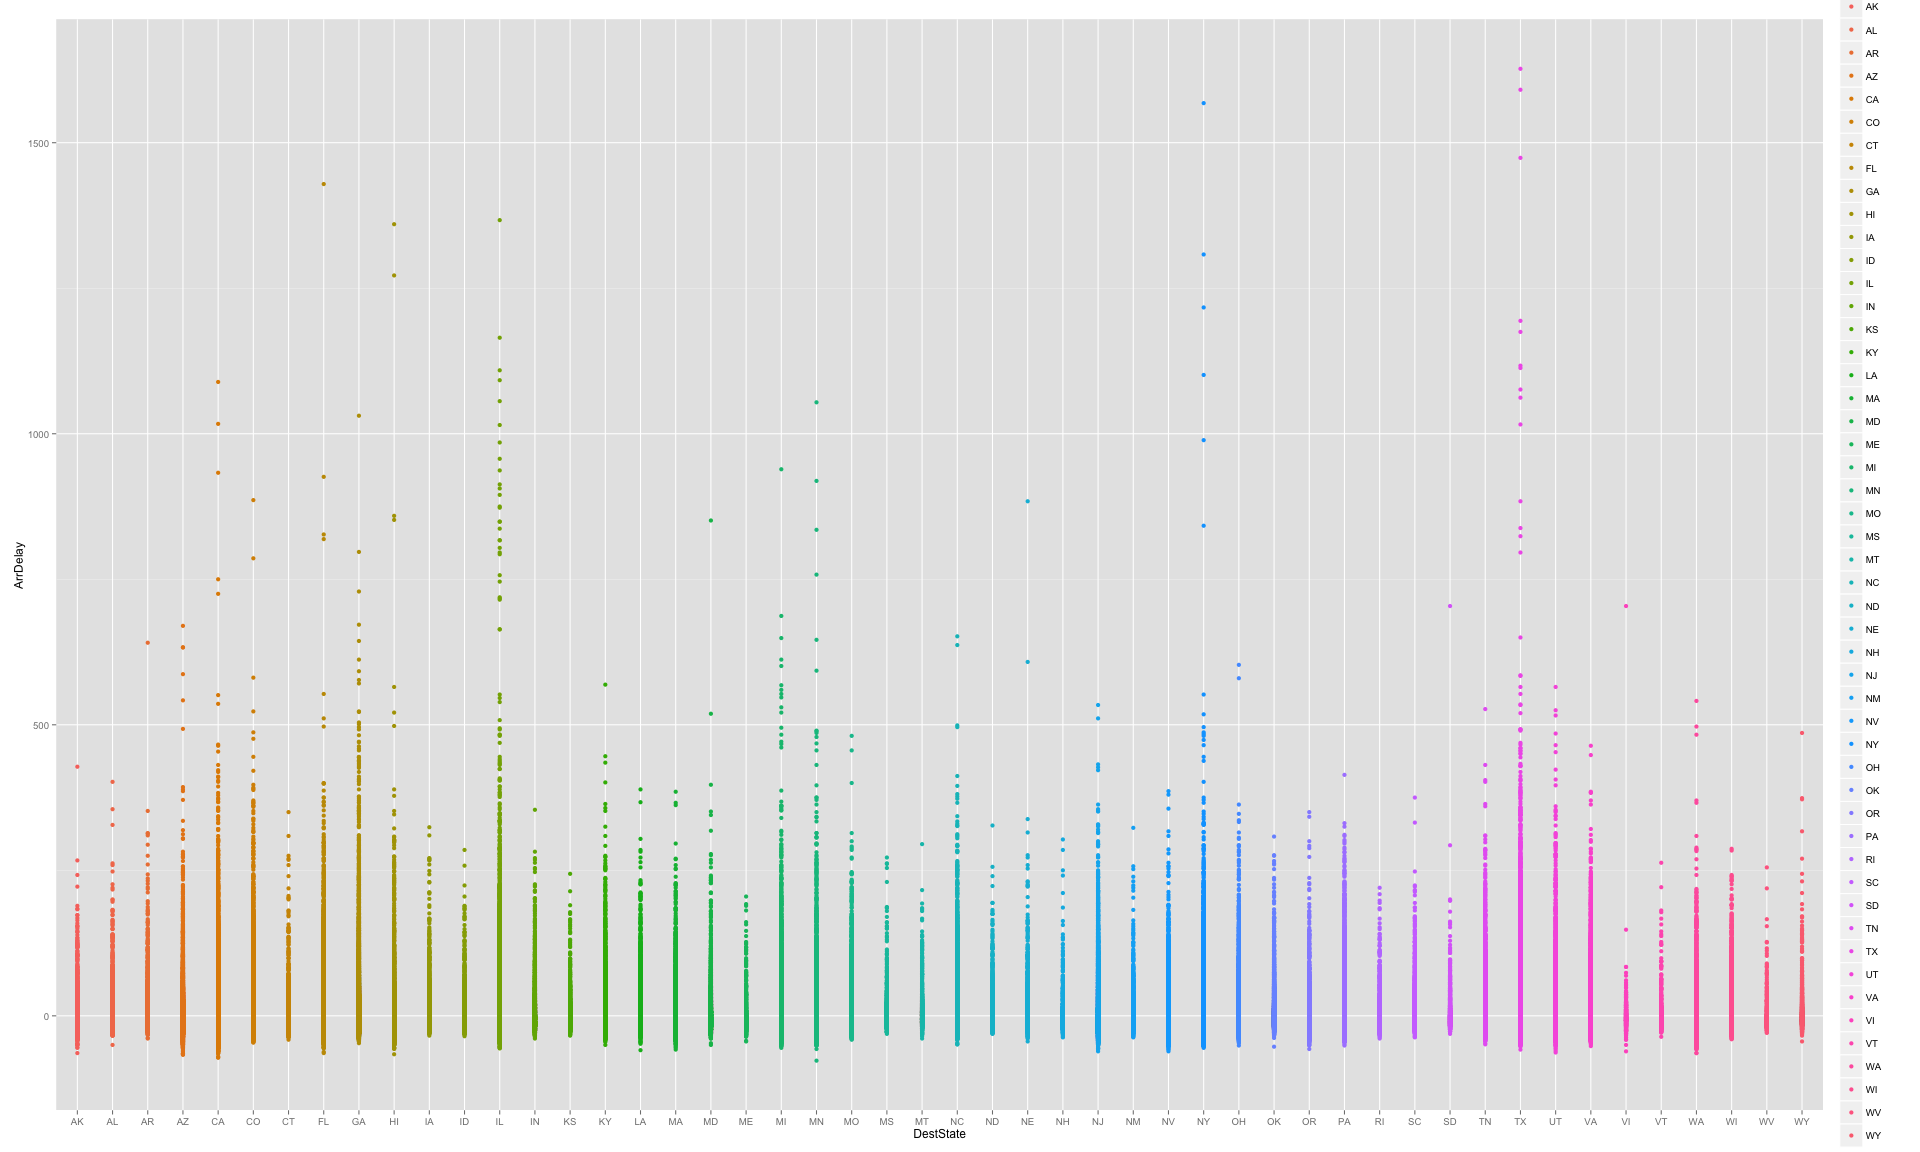 1500
1000
500
0
ArrDelay
AK AL AR AZ CA CO CT FL GA HI IA ID IL IN KS KY LA MA MD ME MI MN MO MS MT NC ND NE NH NJ NM NV NY OH OK OR PA RI SC SD TN TX UT VA VI VT WA WI WV WY
DestState
AK
AL
AR
AZ
CA
CO
CT
FL
GA
HI
IA
ID
IL
IN
KS
KY
LA
MA
MD
ME
MI
MN
MO
MS
MT
NC
ND
NE
NH
NJ
NM
NV
NY
OH
OK
OR
PA
RI
SC
SD
TN
TX
UT
VA
VI
VT
WA
WI
WV
WY